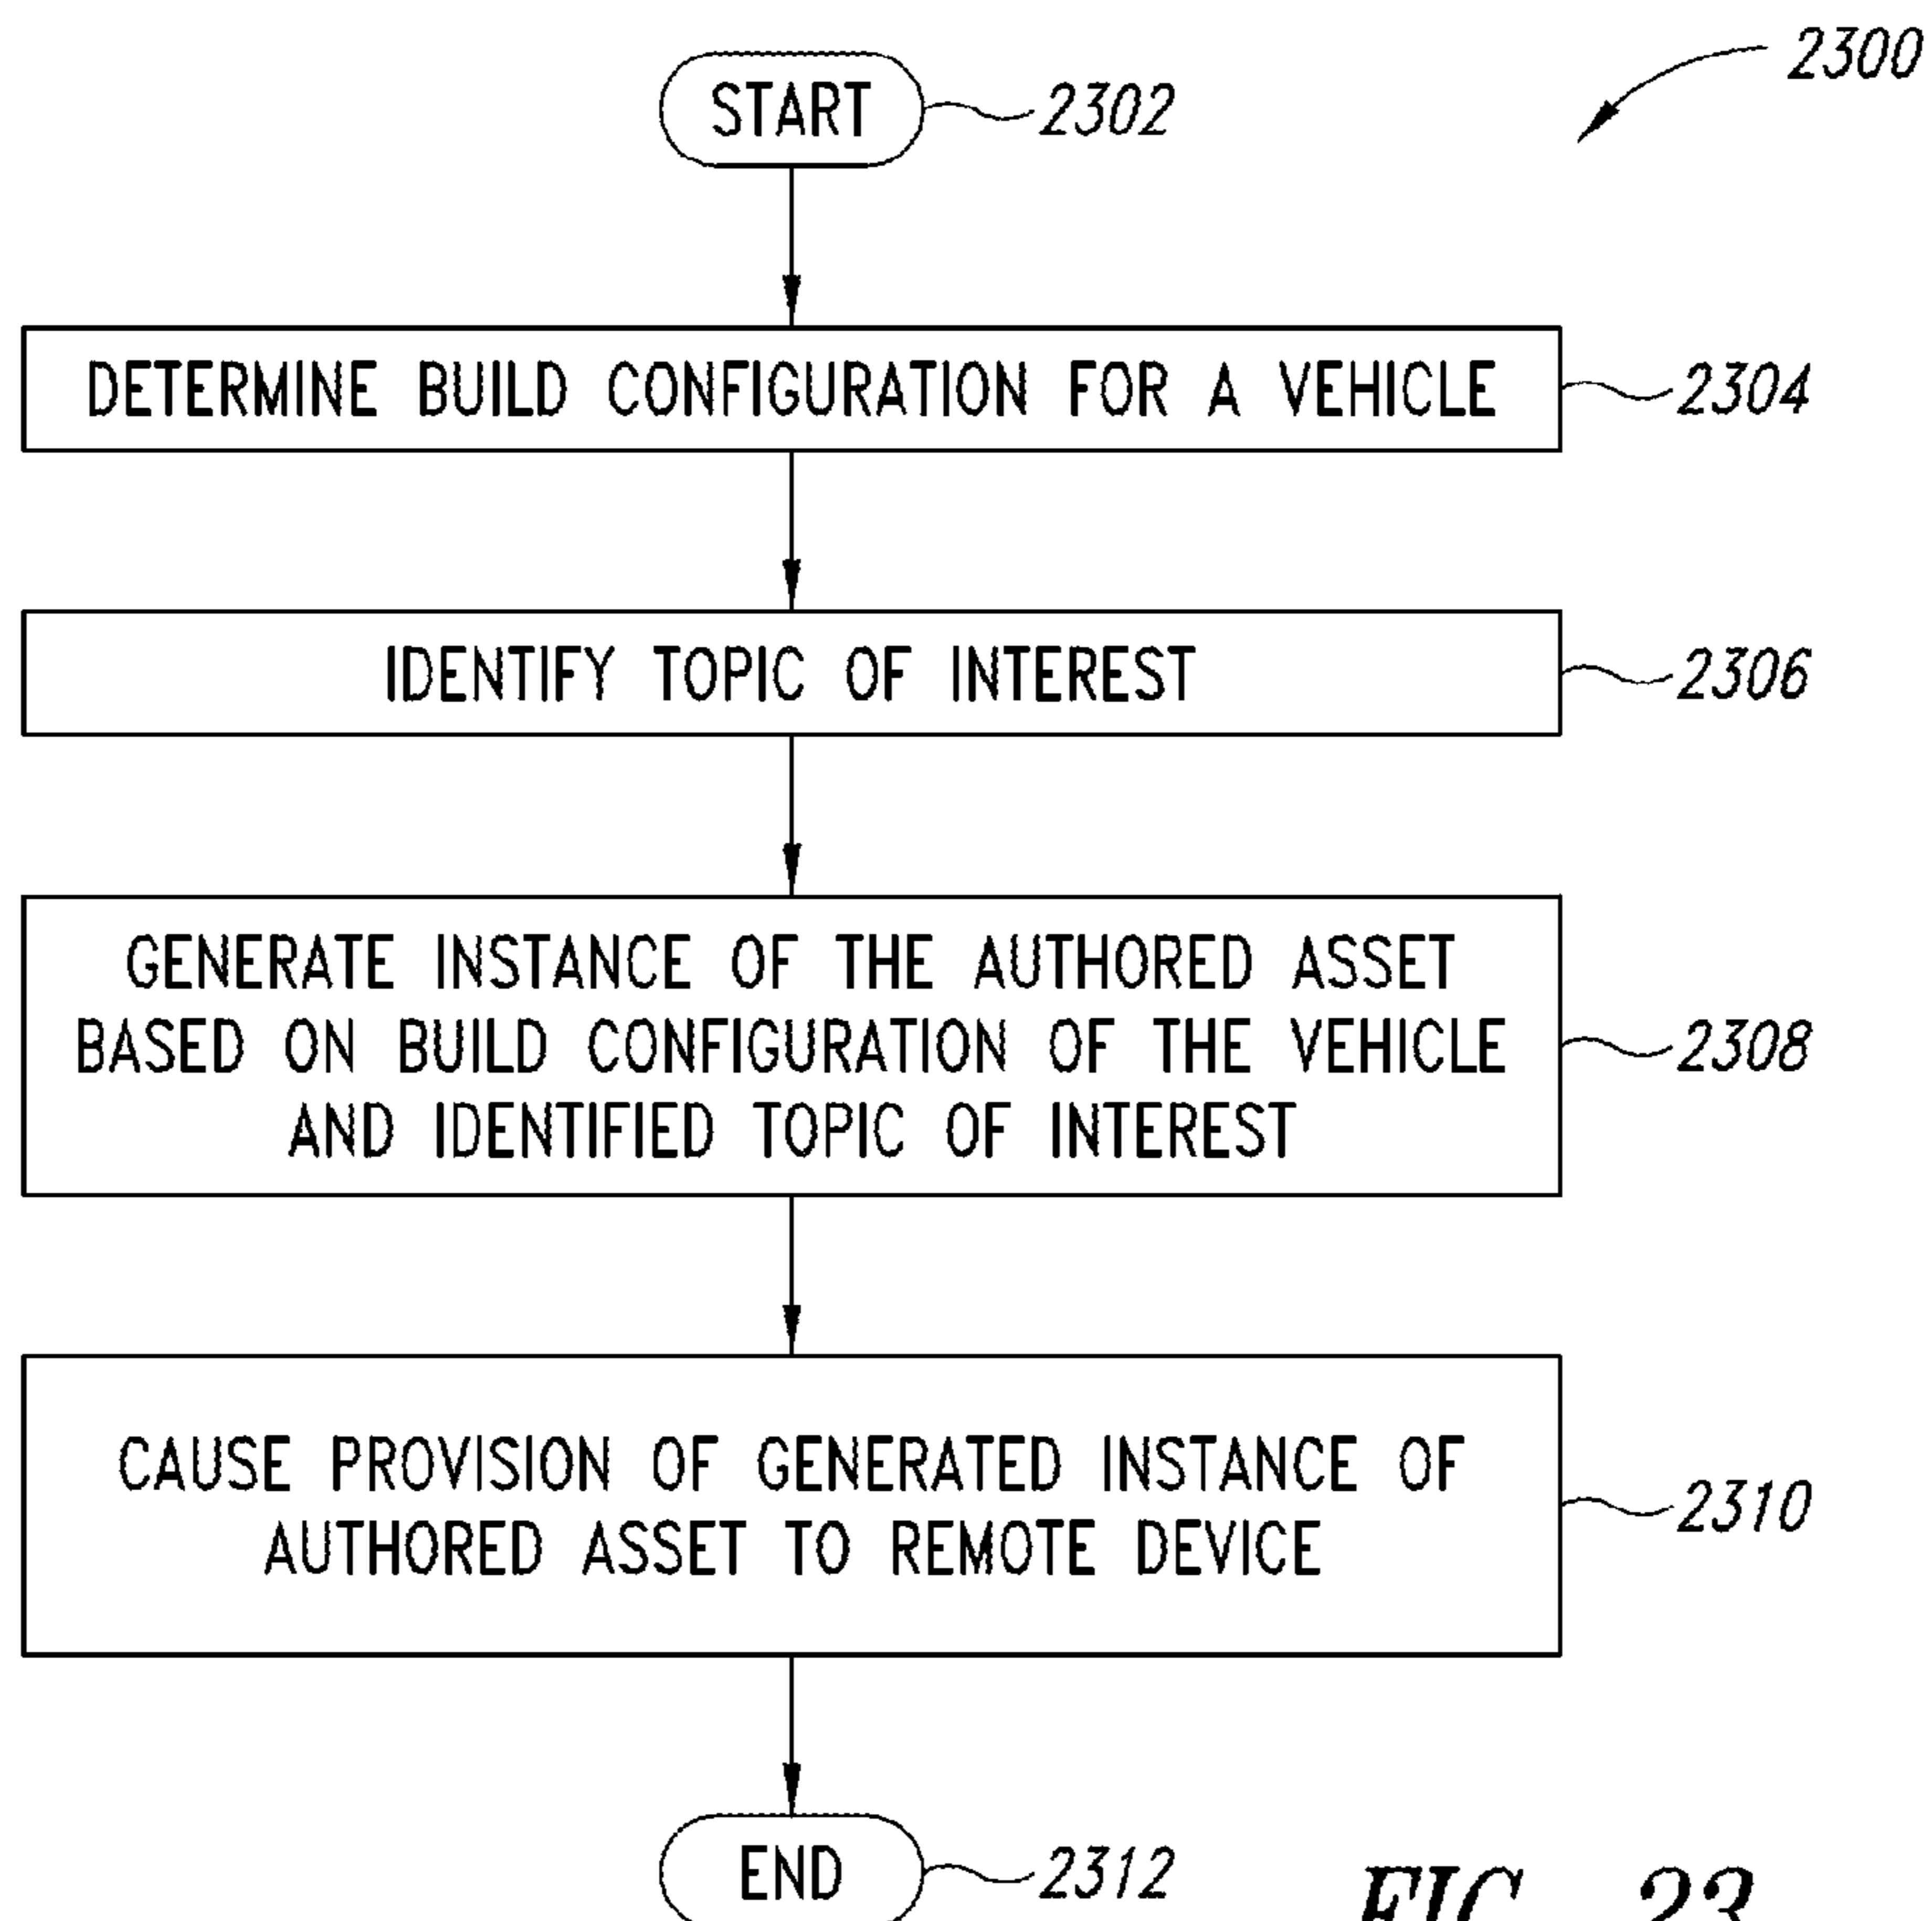 2300
START
2302
DETERMINE BUILD CONFIGURATION FOR A VEHICLE
2304
IDENTIFY TOPIC OF INTEREST
2306
GENERATE INSTANCE OF THE AUTHORED ASSET
BASED ON BUILD CONFIGURATION OF THE VEHICLE
AND IDENTIFIED TOPIC OF INTEREST
2308
CAUSE PROVISION OF GENERATED INSTANCE OF
AUTHORED ASSET TO REMOTE DEVICE
2310
END
2312
FIG. 23